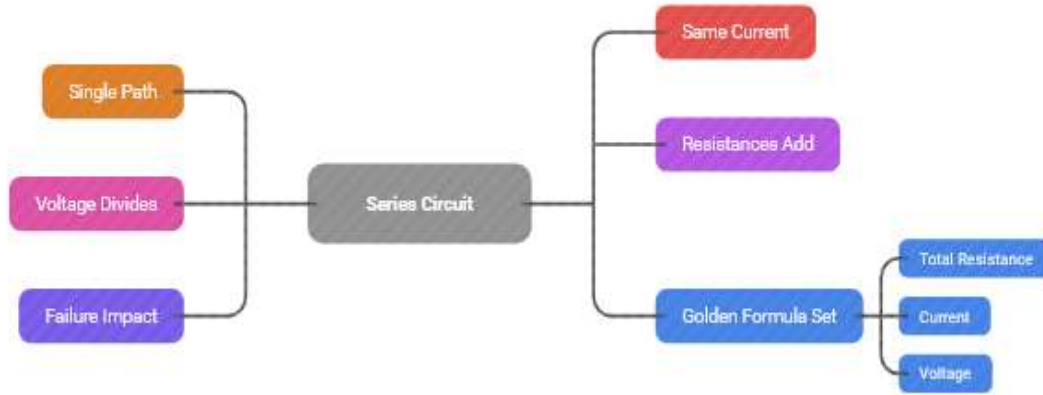 Same Current
Single Path
Resistances Add
Series Circuit
Voltage Divides
Total Resistance
Failure Impact
Golden Formula Set
Current
Voltage